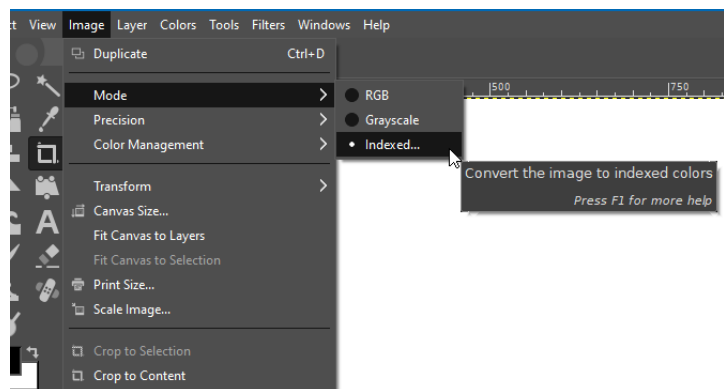 View Image Layer Colors Tools Filters Windows Help
Duplicate Ctrl+D
Mode
RGB
Precision
Grayscale
Color Management
Indexed...
Convert the image to indexed colors
Press F1 for more help
Transform
Canvas Size...
Fit Canvas to Layers
Fit Canvas to Selection
Print Size...
Scale Image...
Crop to Selection
Crop to Content
500
750